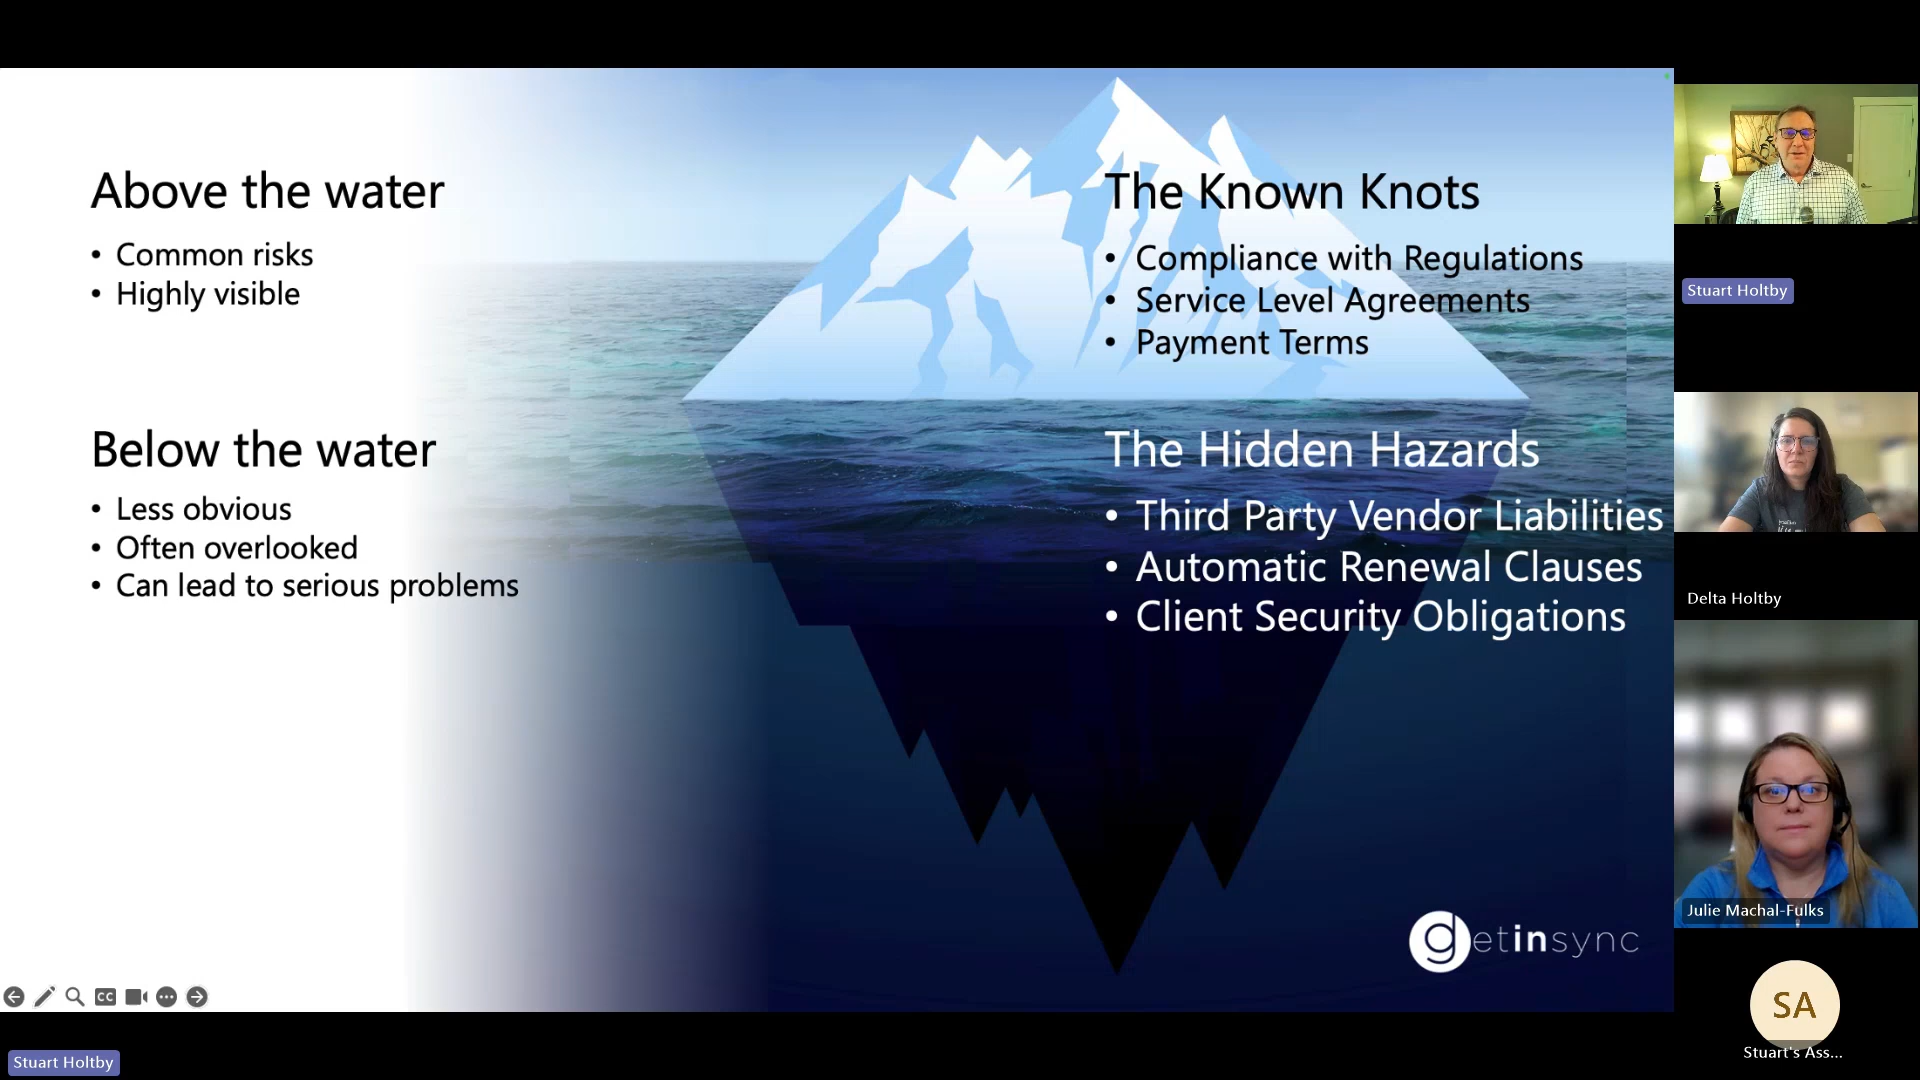 Above the water
• Common risks
• Highly visible
The Known Knots
• Compliance with Regulations
• Service Level Agreements
• Payment Terms
Below the water
• Less obvious
• Often overlooked
• Can lead to serious problems
The Hidden Hazards
• Third Party Vendor Liabilities
• Automatic Renewal Clauses
• Client Security Obligations
getinsync
CC
Stuart Holtby
Stuart Holtby
Delta Holtby
Julie Machal-Fulks
SA
Stuart's Ass...